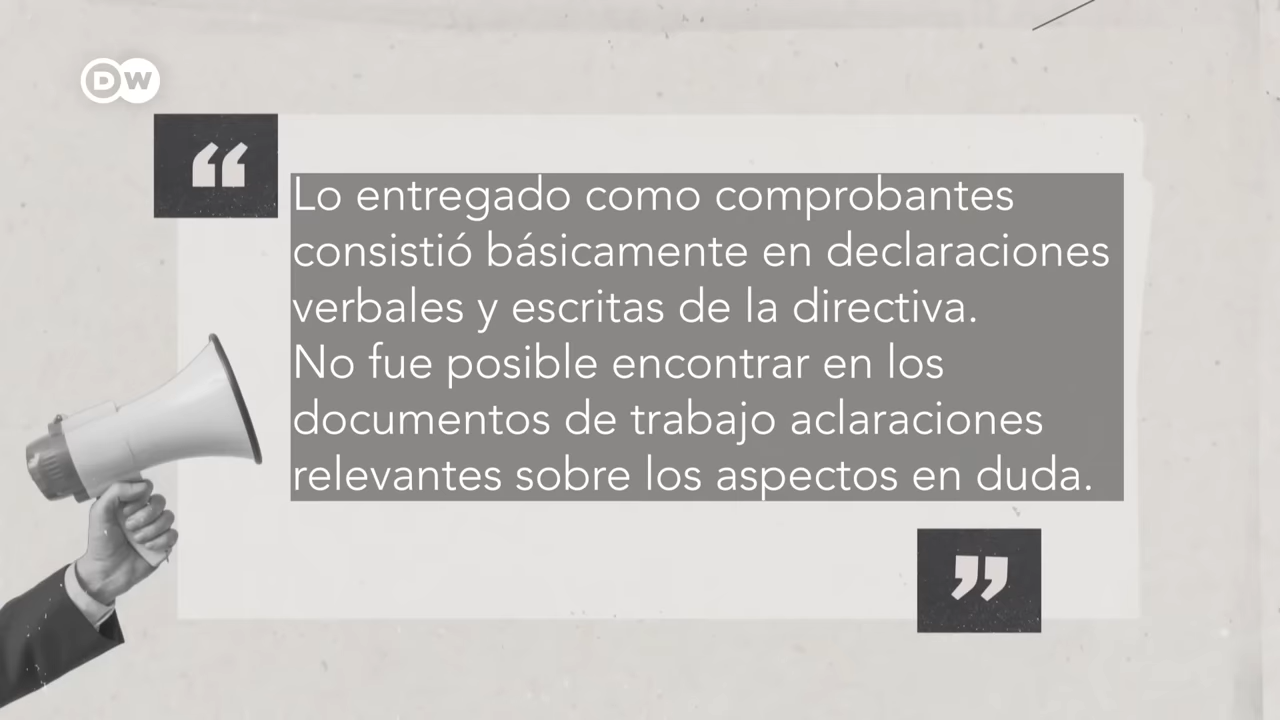 DW
“
Lo entregado como comprobantes
consistió básicamente en declaraciones
verbales y escritas de la directiva.
No fue posible encontrar en los
documentos de trabajo aclaraciones
relevantes sobre los aspectos en duda.
”